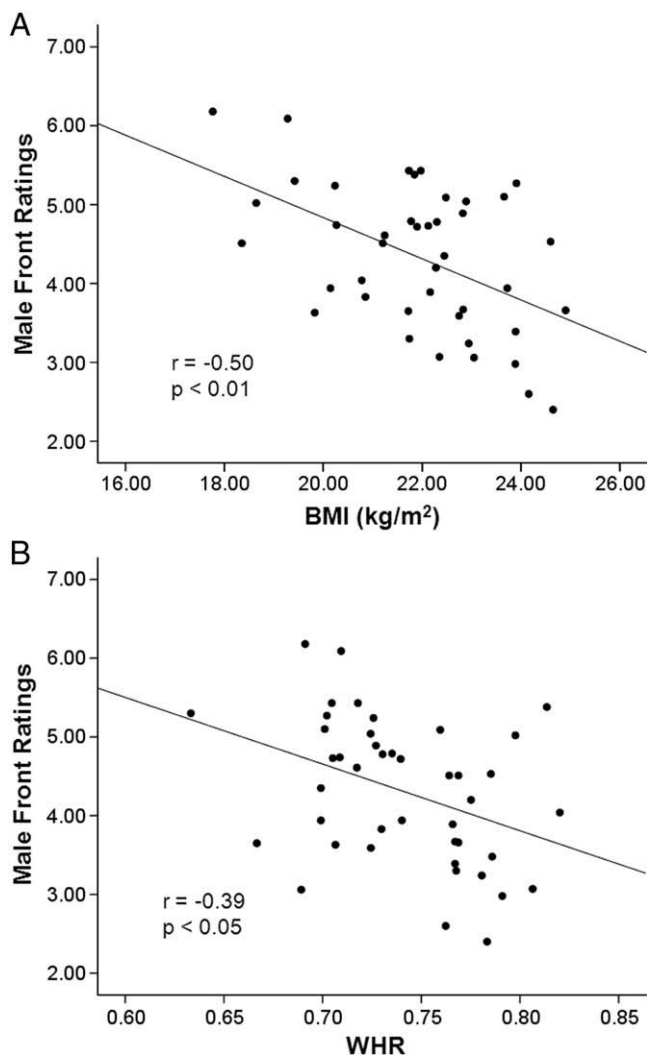 A
7.00
6.00
5.00
4.00
3.00
2.00
Male Front Ratings
r = -0.50
p < 0.01
16.00 18.00 20.00 22.00 24.00 26.00
BMI (kg/m²)
B
7.00
6.00
5.00
4.00
3.00
2.00
Male Front Ratings
r = -0.39
p < 0.05
0.60 0.65 0.70 0.75 0.80 0.85
WHR